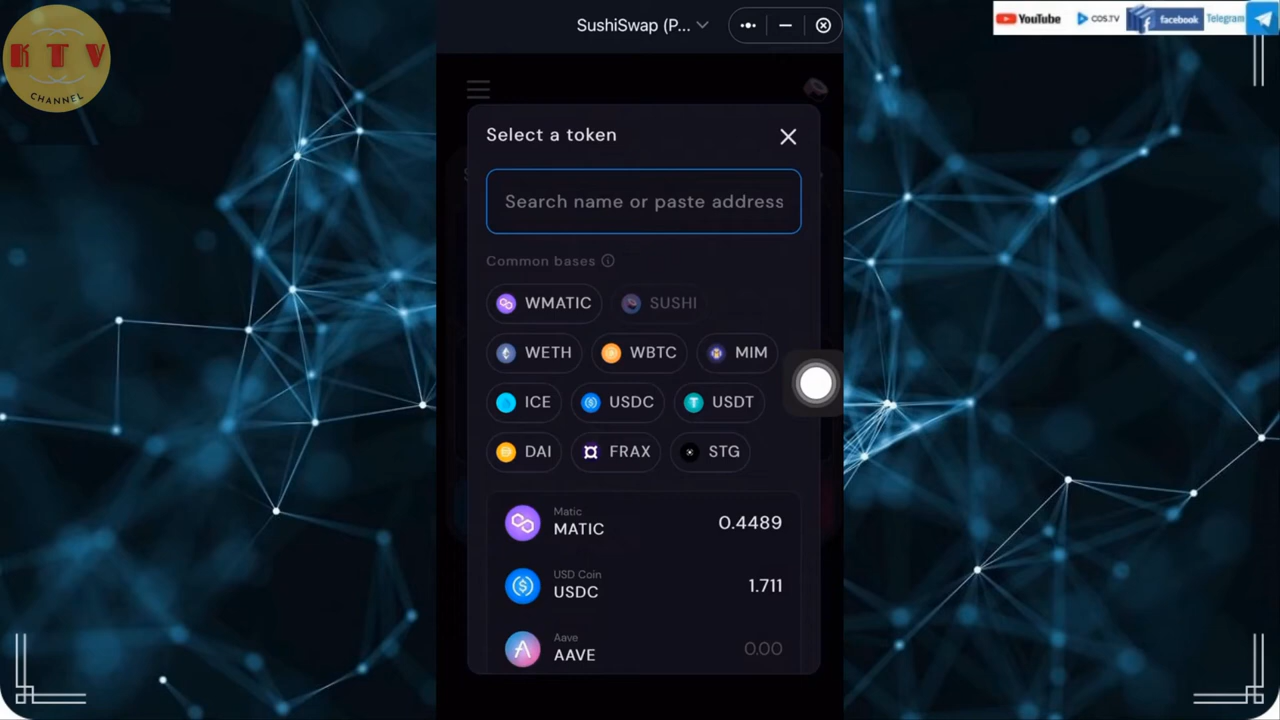 KTV
CHANNEL
SushiSwap (P...
YouTube
COS.TV
facebook
Telegram
Select a token
Search name or paste address
Common bases
WMATIC
SUSHI
WETH
WBTC
MIM
ICE
USDC
USDT
DAI
FRAX
STG
Matic
MATIC
0.4489
USD Coin
USDC
1.711
Aave
AAVE
0.00